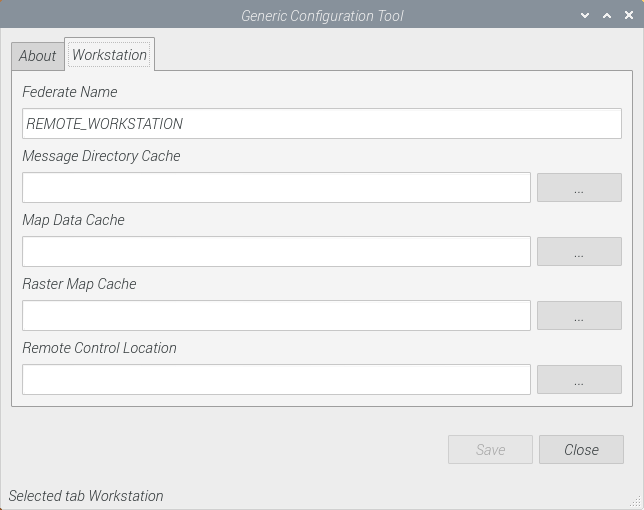 Generic Configuration Tool
About Workstation
Federate Name
REMOTE_WORKSTATION
Message Directory Cache
...
Map Data Cache
...
Raster Map Cache
...
Remote Control Location
...
Save Close
Selected tab Workstation